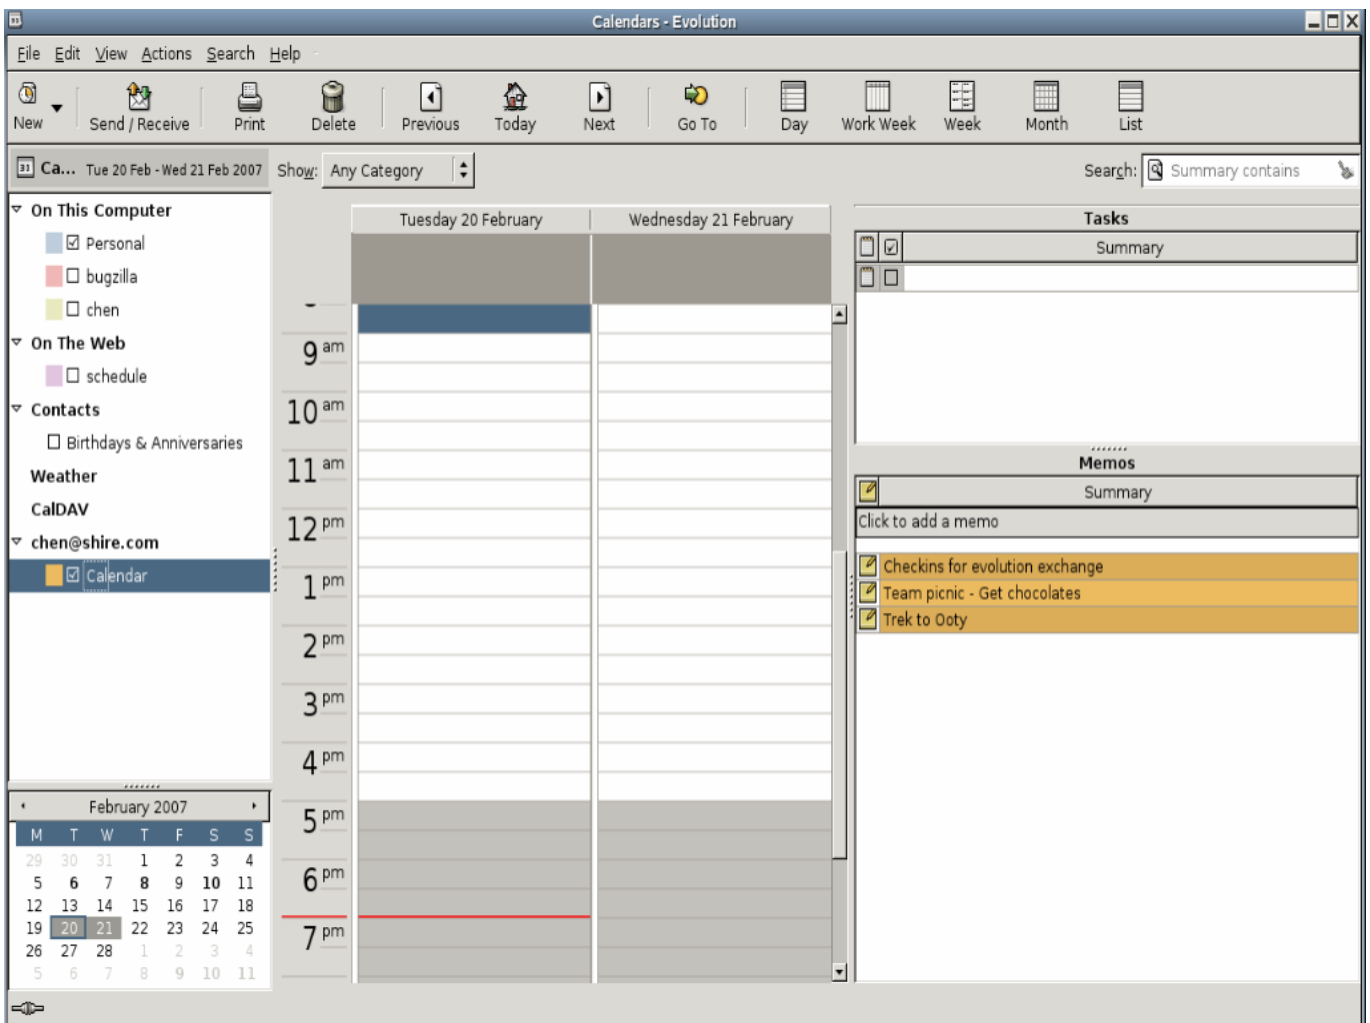 Calendars - Evolution
File Edit View Actions Search Help
New Send / Receive Print Delete Previous Today Next Go To Day Work Week Week Month List
31 Ca... Tue 20 Feb - Wed 21 Feb 2007 Show: Any Category Search: Summary contains
On This Computer
Personal
bugzilla
chen
On The Web
schedule
Contacts
Birthdays & Anniversaries
Weather
CalDAV
chen@shire.com
Calendar
February 2007
M T W T F S S
29 30 31 1 2 3 4
5 6 7 8 9 10 11
12 13 14 15 16 17 18
19 20 21 22 23 24 25
26 27 28 1 2 3 4
5 6 7 8 9 10 11
Tuesday 20 February Wednesday 21 February
9 am
10 am
11 am
12 pm
1 pm
2 pm
3 pm
4 pm
5 pm
6 pm
7 pm
Tasks
Summary
Memos
Summary
Click to add a memo
Checkins for evolution exchange
Team picnic - Get chocolates
Trek to Ooty